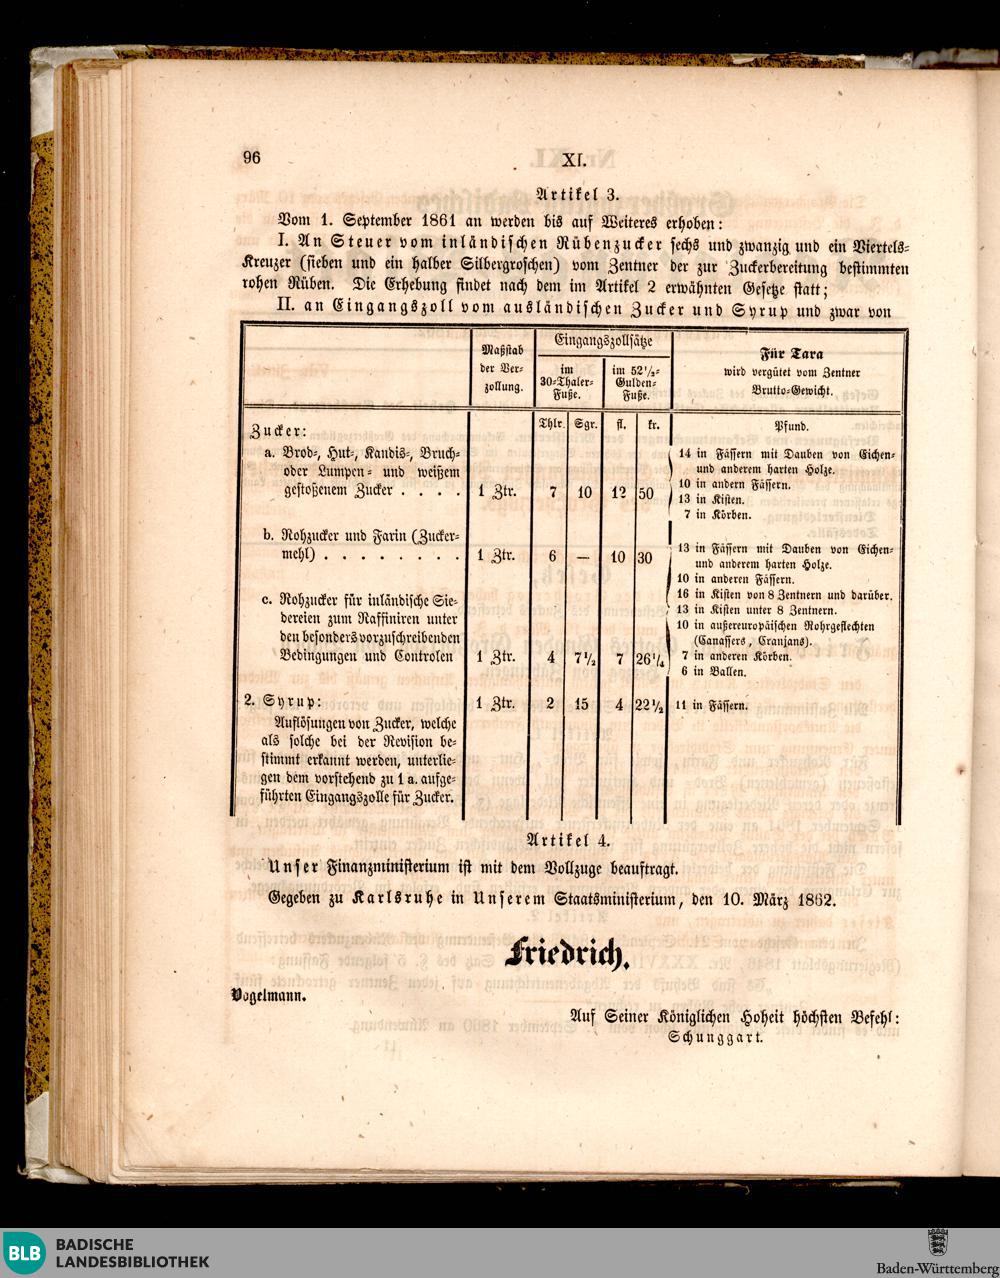 96
XI.
Artikel 3.
Vom 1. September 1861 an werden bis auf Weiteres erhoben:
I. An Steuer vom inländischen Rübenzucker sechs und zwanzig und ein Viertels-
Kreuzer (sieben und ein halber Silbergroschen) vom Zentner der zur Zuckerbereitung bestimmten
rohen Rüben. Die Erhebung findet nach dem im Artikel 2 erwähnten Gesetze statt;
II. an Eingangszoll vom ausländischen Zucker und Syrup und zwar von
Maßstab
der Ver-
zollung.
Eingangszollsätze
im
30-Thaler-
Fuße.
im 52½-
Gulden-
Fuße.
Für Tara
wird vergütet vom Zentner
Brutto-Gewicht.
Thlr. Sgr. fl. kr. Pfund.
Zucker:
a. Brod-, Hut-, Kandis-, Bruch-
oder Lumpen- und weißem
gestoßenem Zucker . . . . 1 Ztr. 7 10 12 50
14 in Fässern mit Dauben von Eichen-
und anderem harten Holze.
10 in andern Fässern.
13 in Kisten.
7 in Körben.
b. Rohzucker und Farin (Zucker-
mehl) . . . . . . . . 1 Ztr. 6 — 10 30
c. Rohzucker für inländische Sie-
dereien zum Raffiniren unter
den besonders vorzuschreibenden
Bedingungen und Controlen 1 Ztr. 4 7½ 7 26¼
13 in Fässern mit Dauben von Eichen-
und anderem harten Holze.
10 in anderen Fässern.
16 in Kisten von 8 Zentnern und darüber.
13 in Kisten unter 8 Zentnern.
10 in außereuropäischen Rohrgeflechten
(Canassers, Cranjans).
7 in anderen Körben.
6 in Ballen.
2. Syrup: 1 Ztr. 2 15 4 22½ 11 in Fässern.
Auflösungen von Zucker, welche
als solche bei der Revision be-
stimmt erkannt werden, unterlie-
gen dem vorstehend zu 1 a. aufge-
führten Eingangszolle für Zucker.
Artikel 4.
Unser Finanzministerium ist mit dem Vollzuge beauftragt.
Gegeben zu Karlsruhe in Unserem Staatsministerium, den 10. März 1862.
Friedrich.
Vogelmann.
Auf Seiner Königlichen Hoheit höchsten Befehl:
Schunggart.
BLB
BADISCHE
LANDESBIBLIOTHEK
Baden-Württemberg